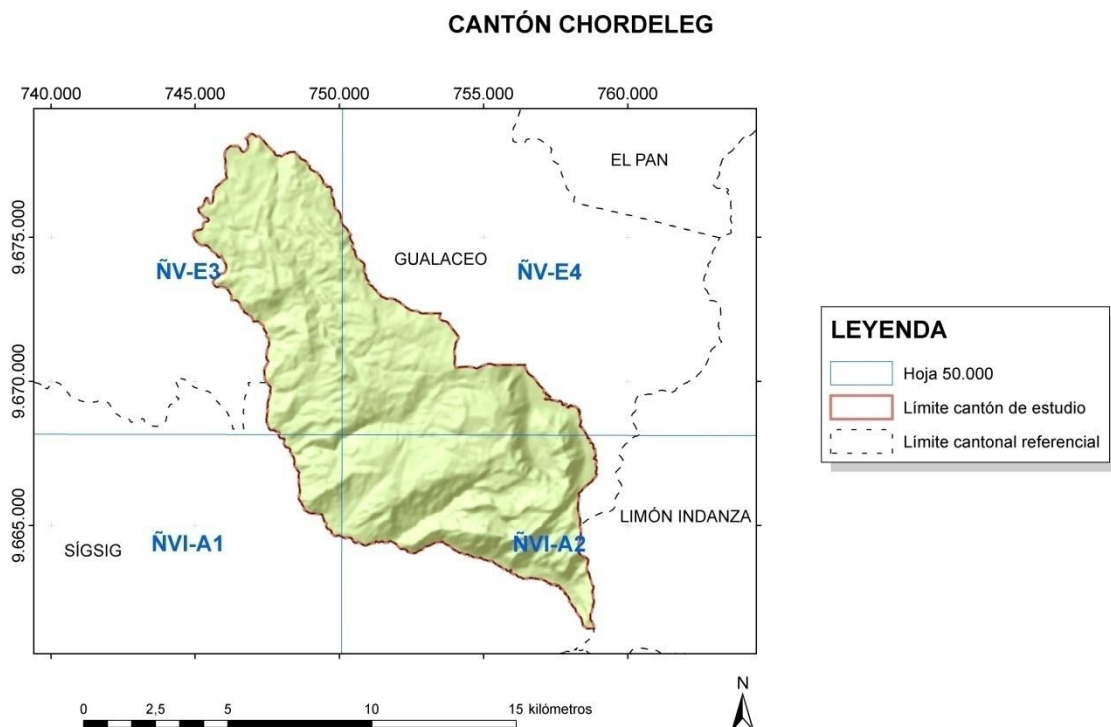 CANTÓN CHORDELEG
740.000 745.000 750.000 755.000 760.000
EL PAN
9.675.000
GUALACEO
ÑV-E3
ÑV-E4
9.670.000
9.665.000
LIMÓN INDANZA
SÍGSIG
ÑVI-A1
ÑVI-A2
LEYENDA
Hoja 50.000
Límite cantón de estudio
Límite cantonal referencial
0 2,5 5 10 15 kilómetros
N